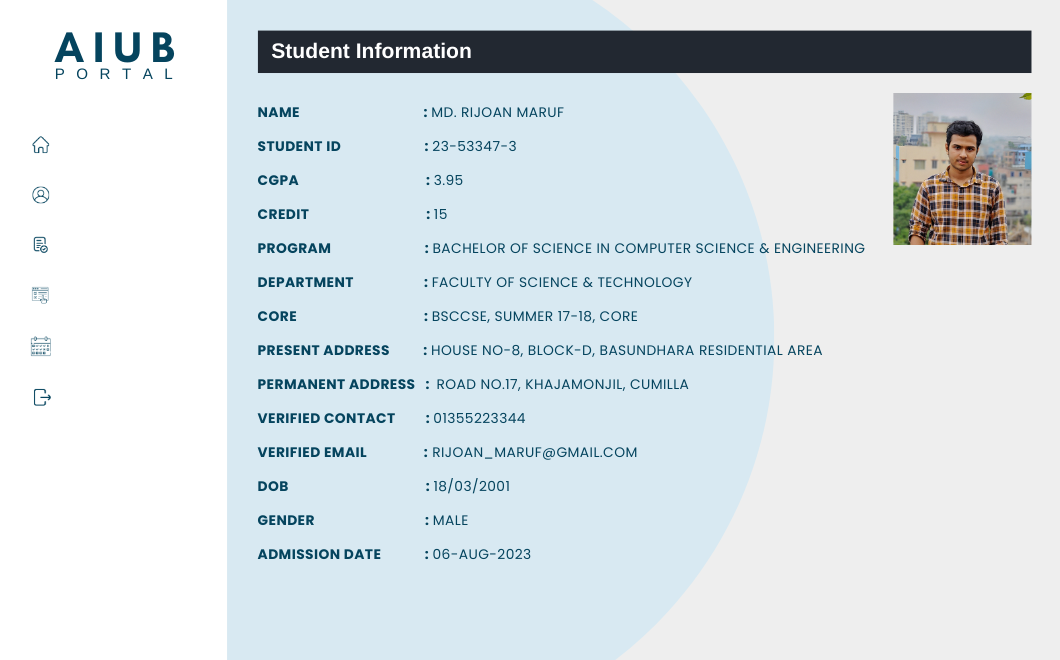 AIUB
PORTAL
Student Information
NAME : MD. RIJOAN MARUF
STUDENT ID : 23-53347-3
CGPA : 3.95
CREDIT : 15
PROGRAM : BACHELOR OF SCIENCE IN COMPUTER SCIENCE & ENGINEERING
DEPARTMENT : FACULTY OF SCIENCE & TECHNOLOGY
CORE : BSCCSE, SUMMER 17-18, CORE
PRESENT ADDRESS : HOUSE NO-8, BLOCK-D, BASUNDHARA RESIDENTIAL AREA
PERMANENT ADDRESS : ROAD NO.17, KHAJAMONJIL, CUMILLA
VERIFIED CONTACT : 01355223344
VERIFIED EMAIL : RIJOAN_MARUF@GMAIL.COM
DOB : 18/03/2001
GENDER : MALE
ADMISSION DATE : 06-AUG-2023